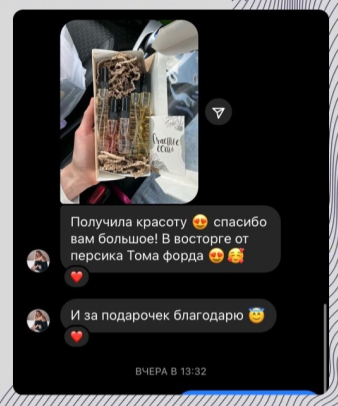 счастье
есть
Получила красоту 😍 спасибо
вам большое! В восторге от
персика Тома форда 😍🥰
И за подарочек благодарю 😇
ВЧЕРА В 13:32